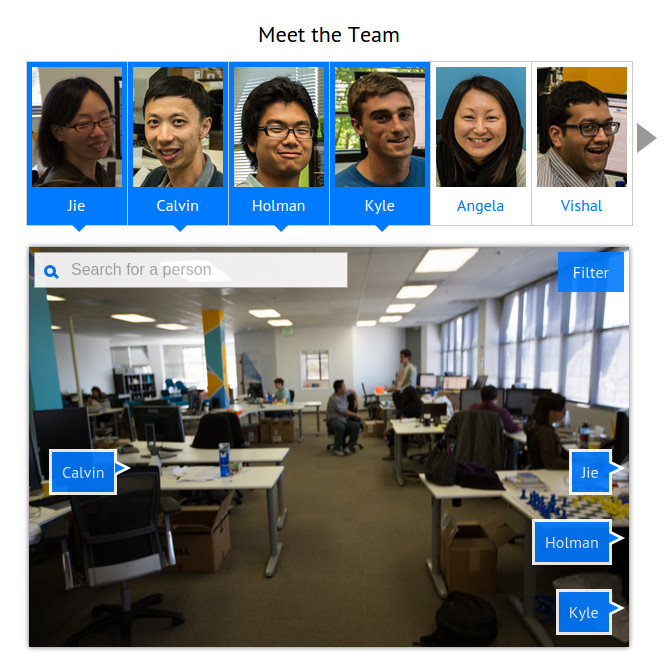 Meet the Team
Jie
Calvin
Holman
Kyle
Angela
Vishal
Search for a person
Filter
Calvin
Jie
Holman
Kyle